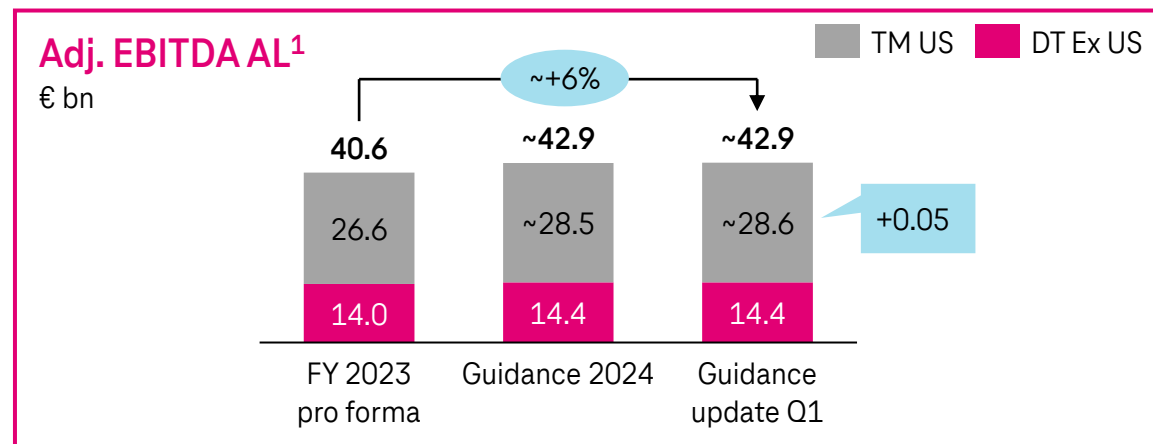 Adj. EBITDA AL1
€ bn
TM US
DT Ex US
~+6%
40.6
~42.9
~42.9
26.6
~28.5
~28.6
+0.05
14.0
14.4
14.4
FY 2023
pro forma
Guidance 2024
Guidance
update Q1